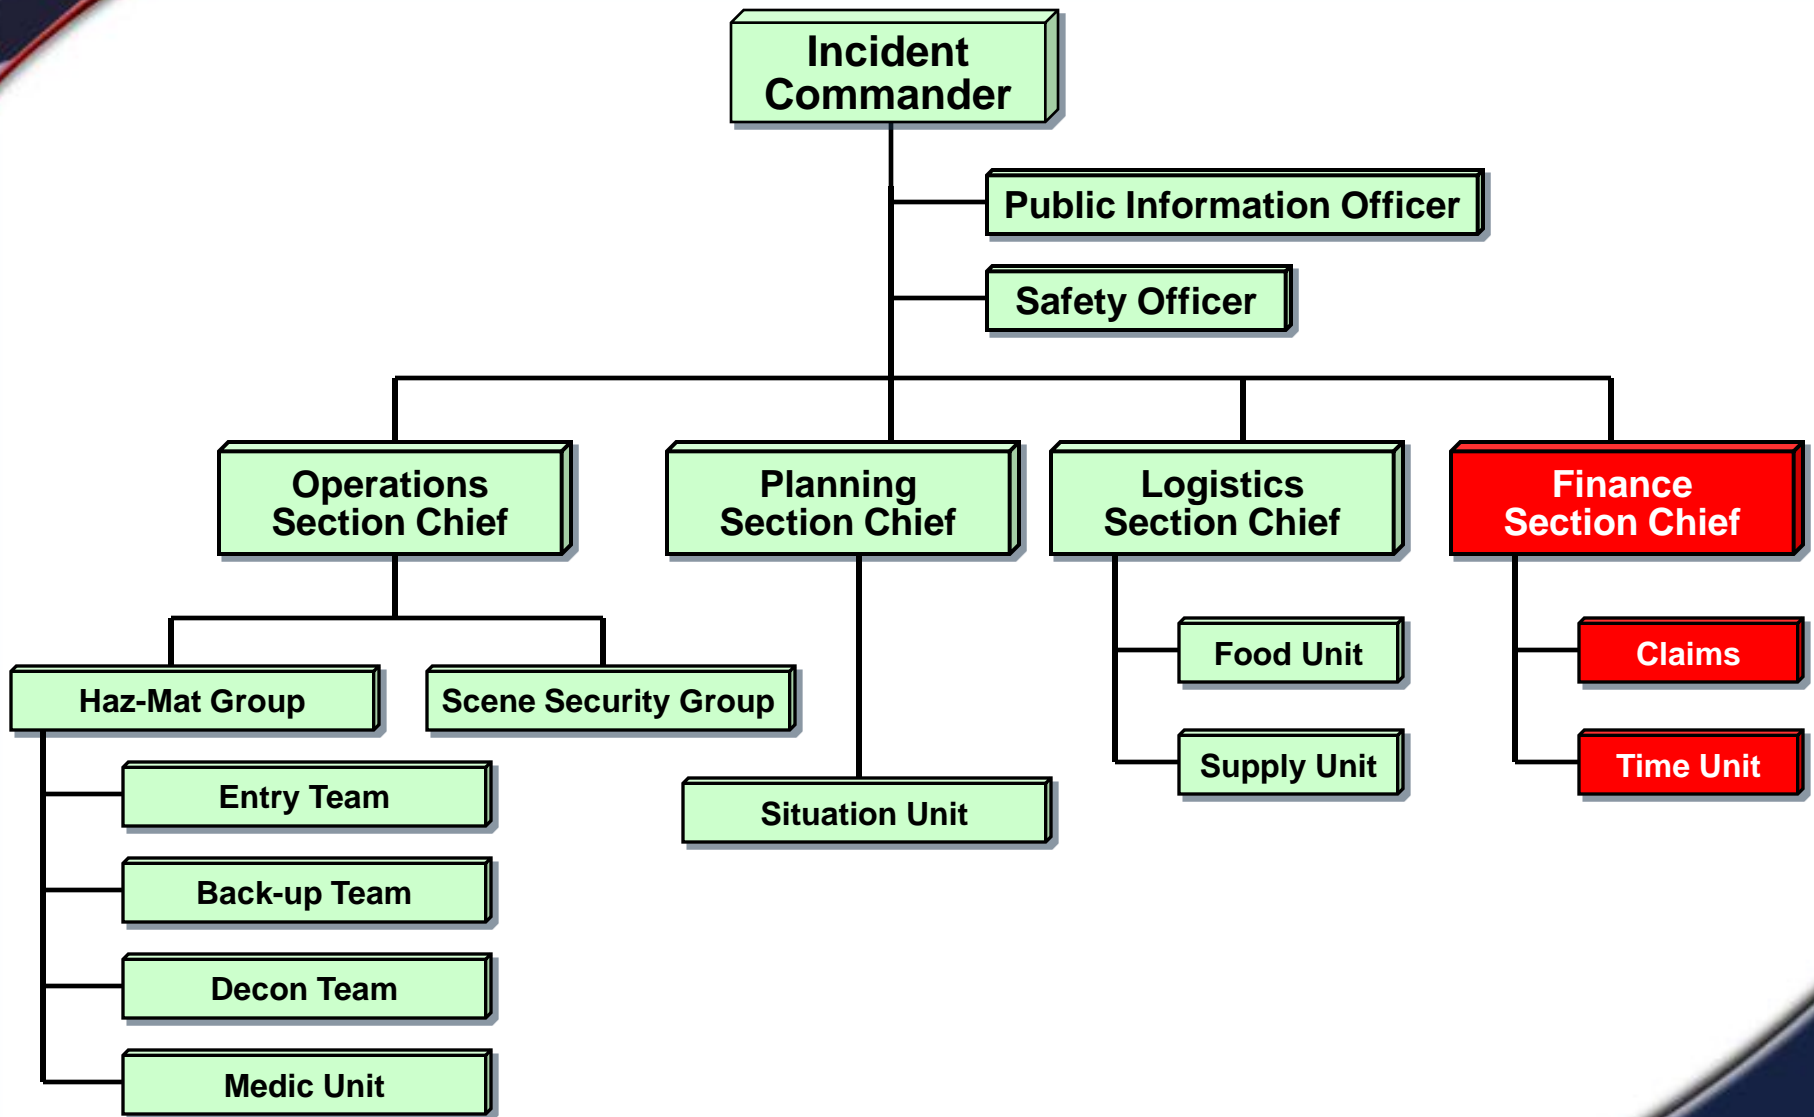 Incident
Commander
Public Information Officer
Safety Officer
Operations
Section Chief
Planning
Section Chief
Logistics
Section Chief
Finance
Section Chief
Haz-Mat Group
Scene Security Group
Entry Team
Back-up Team
Decon Team
Medic Unit
Situation Unit
Food Unit
Supply Unit
Claims
Time Unit